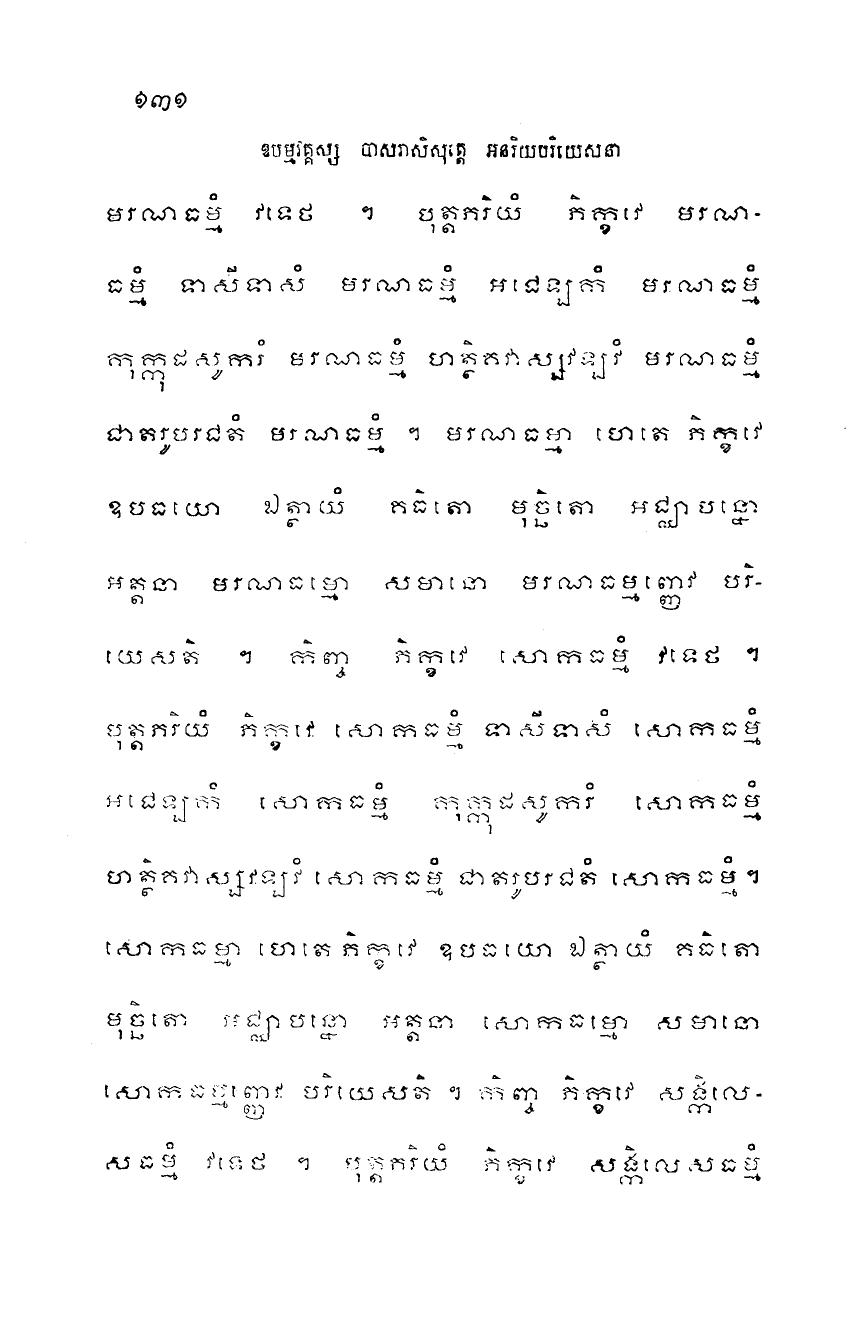 ១៣១
ឱបម្មវគ្គស្ស បាសរាសិសុត្តេ អនរិយបរិយេសនា
មរណាធម្មំ វទេថ ។ បុត្តភរិយំ ភិក្ខវេ មរណ-
ធម្មំ ទាសីទាសំ មរណាធម្មំ អជេឡកំ មរណាធម្មំ
កុក្កុដសូករំ មរណាធម្មំ ហត្ថិគវាស្សវឡវំ មរណាធម្មំ
ជាតរូបរជតំ មរណាធម្មំ ។ មរណាធម្មា ហេតេ ភិក្ខវេ
ឧបធយោ ឯត្ថាយំ គធិតោ មុច្ឆិតោ អជ្ឈាបន្នោ
អត្តនា មរណាធម្មោ សមានោ មរណាធម្មញ្ញេវ បរិ-
យេសតិ ។ កិញ្ច ភិក្ខវេ សោកធម្មំ វទេថ ។
បុត្តភរិយំ ភិក្ខវេ សោកធម្មំ ទាសីទាសំ សោកធម្មំ
អជេឡកំ សោកធម្មំ កុក្កុដសូករំ សោកធម្មំ
ហត្ថិគវាស្សវឡវំ សោកធម្មំ ជាតរូបរជតំ សោកធម្មំ។
សោកធម្មា ហេតេ ភិក្ខវេ ឧបធយោ ឯត្ថាយំ គធិតោ
មុច្ឆិតោ អជ្ឈាបន្នោ អត្តនា សោកធម្មោ សមានោ
សោកធម្មញ្ញេវ បរិយេសតិ ។ កិញ្ច ភិក្ខវេ សង្កិលេ-
សធម្មំ វទេថ ។ បុត្តភរិយំ ភិក្ខវេ សង្កិលេសធម្មំ